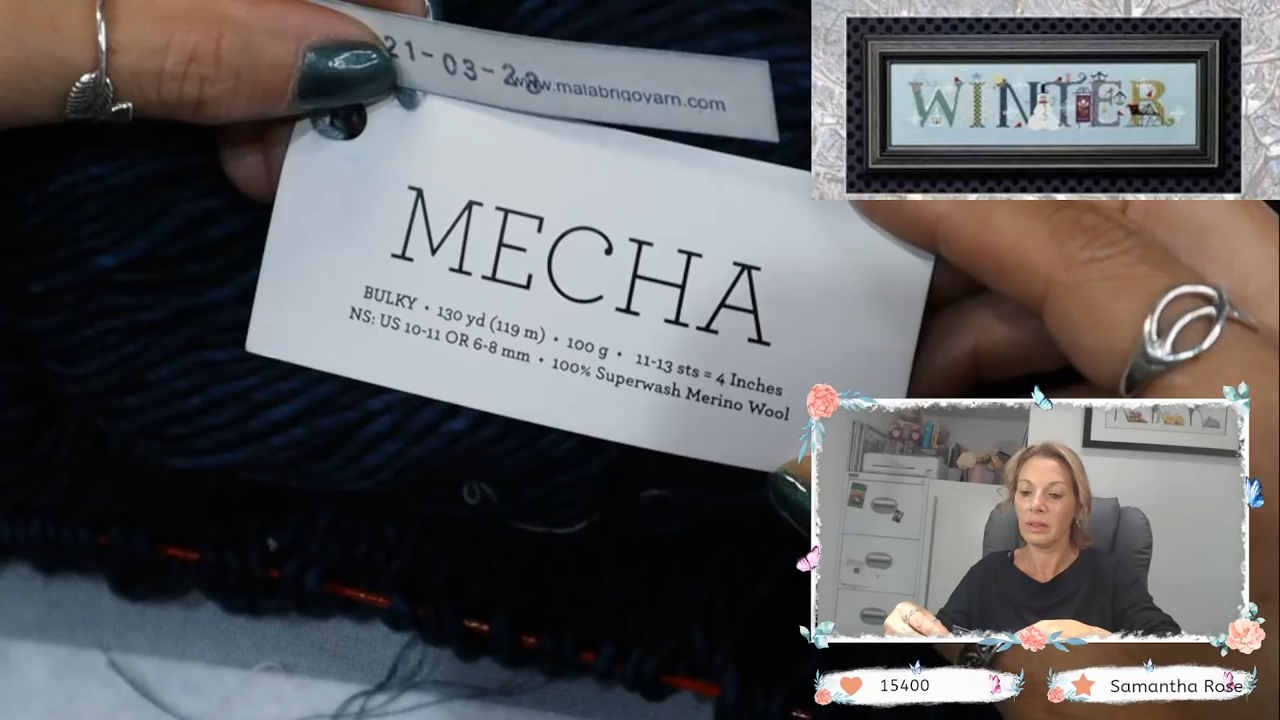 21-03-23
www.malabrigoyarn.com
MECHA
BULKY • 130 yd (119 m) • 100 g • 11-13 sts = 4 Inches
NS: US 10-11 OR 6-8 mm • 100% Superwash Merino Wool
WINTER
15400
Samantha Rose